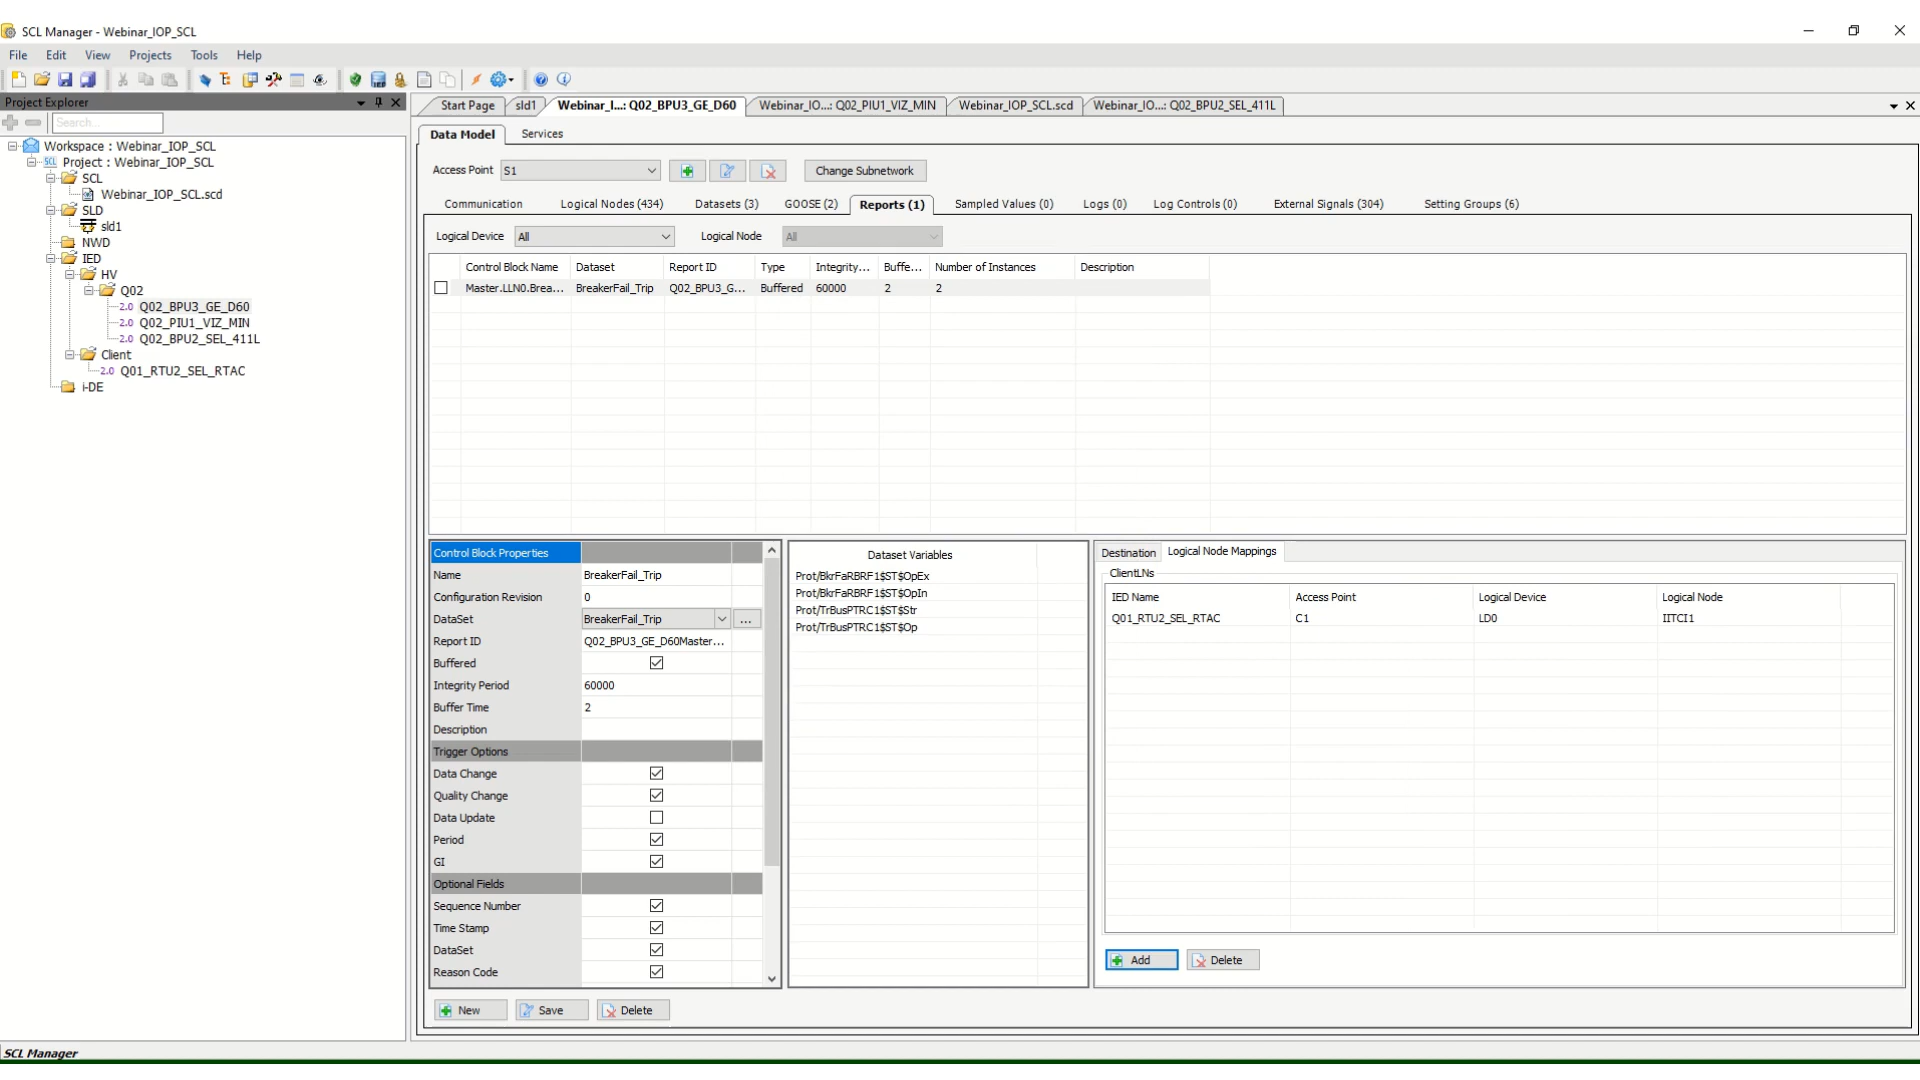 SCL Manager - Webinar_IOP_SCL
File Edit View Projects Tools Help
Project Explorer
Search...
Workspace : Webinar_IOP_SCL
Project : Webinar_IOP_SCL
SCL
Webinar_IOP_SCL.scd
SLD
sld1
NWD
IED
HV
Q02
2.0 Q02_BPU3_GE_D60
2.0 Q02_PIU1_VIZ_MIN
2.0 Q02_BPU2_SEL_411L
Client
2.0 Q01_RTU2_SEL_RTAC
i-DE
Start Page sld1 Webinar_I...: Q02_BPU3_GE_D60 Webinar_IO...: Q02_PIU1_VIZ_MIN Webinar_IOP_SCL.scd Webinar_IO...: Q02_BPU2_SEL_411L
Data Model Services
Access Point S1 Change Subnetwork
Communication Logical Nodes (434) Datasets (3) GOOSE (2) Reports (1) Sampled Values (0) Logs (0) Log Controls (0) External Signals (304) Setting Groups (6)
Logical Device All Logical Node All
Control Block Name Dataset Report ID Type Integrity... Buffe... Number of Instances Description
Master.LLN0.Brea... BreakerFail_Trip Q02_BPU3_G... Buffered 60000 2 2
Control Block Properties
Name BreakerFail_Trip
Configuration Revision 0
DataSet BreakerFail_Trip ...
Report ID Q02_BPU3_GE_D60Master...
Buffered
Integrity Period 60000
Buffer Time 2
Description
Trigger Options
Data Change
Quality Change
Data Update
Period
GI
Optional Fields
Sequence Number
Time Stamp
DataSet
Reason Code
New Save Delete
Dataset Variables
Prot/BkrFaRBRF1$ST$OpEx
Prot/BkrFaRBRF1$ST$OpIn
Prot/TrBusPTRC1$ST$Str
Prot/TrBusPTRC1$ST$Op
Destination Logical Node Mappings
ClientLNs
IED Name Access Point Logical Device Logical Node
Q01_RTU2_SEL_RTAC C1 LD0 IITCI1
Add Delete
SCL Manager